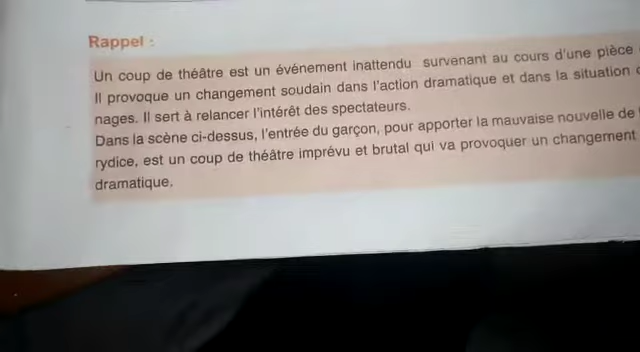 Rappel :
Un coup de théâtre est un événement inattendu survenant au cours d'une pièce
Il provoque un changement soudain dans l'action dramatique et dans la situation
nages. Il sert à relancer l'intérêt des spectateurs.
Dans la scène ci-dessus, l'entrée du garçon, pour apporter la mauvaise nouvelle de
rydice, est un coup de théâtre imprévu et brutal qui va provoquer un changement
dramatique.